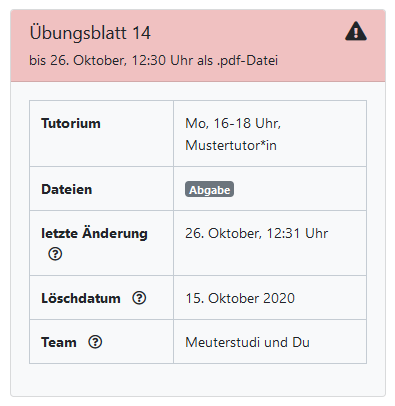 Übungsblatt 14
bis 26. Oktober, 12:30 Uhr als .pdf-Datei
Tutorium
Mo, 16-18 Uhr,
Mustertutor*in
Dateien
Abgabe
letzte Änderung
26. Oktober, 12:31 Uhr
Löschdatum
15. Oktober 2020
Team
Meuterstudi und Du